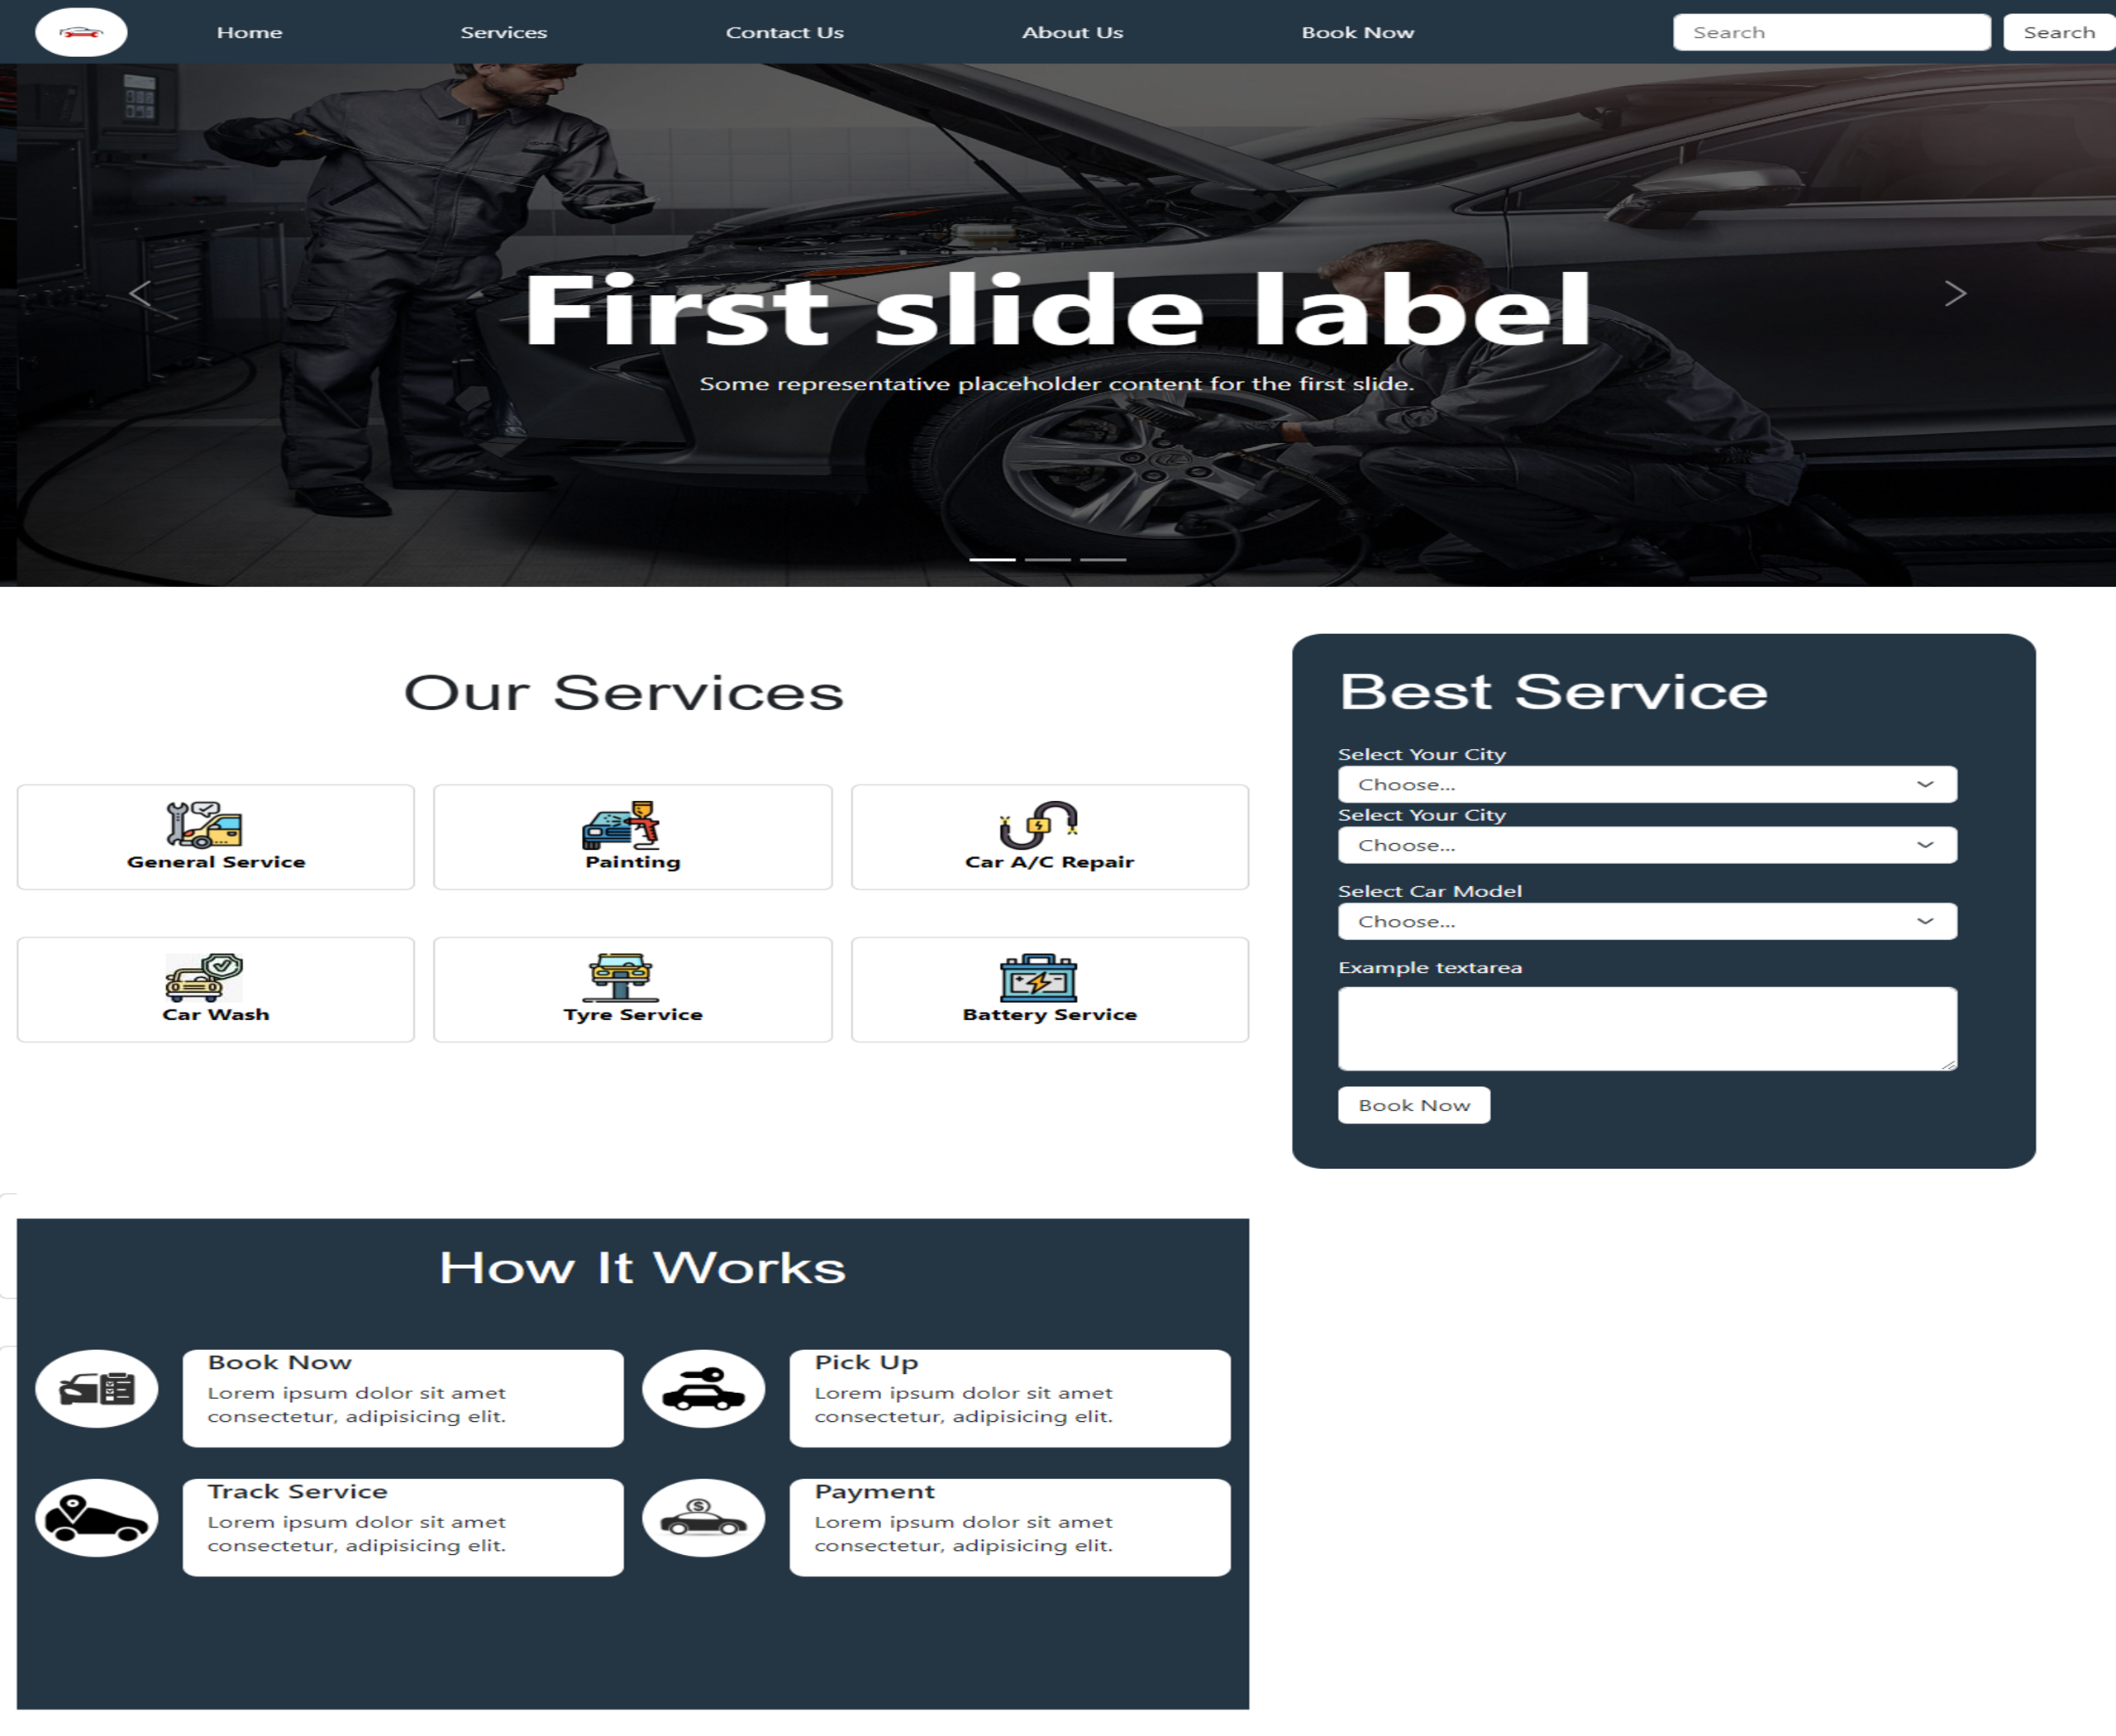 Home
Services
Contact Us
About Us
Book Now
Search
Search
First slide label
Some representative placeholder content for the first slide.
Our Services
General Service
Painting
Car A/C Repair
Car Wash
Tyre Service
Battery Service
Best Service
Select Your City
Choose...
Select Your City
Choose...
Select Car Model
Choose...
Example textarea
Book Now
How It Works
Book Now
Lorem ipsum dolor sit amet
consectetur, adipisicing elit.
Pick Up
Lorem ipsum dolor sit amet
consectetur, adipisicing elit.
Track Service
Lorem ipsum dolor sit amet
consectetur, adipisicing elit.
Payment
Lorem ipsum dolor sit amet
consectetur, adipisicing elit.